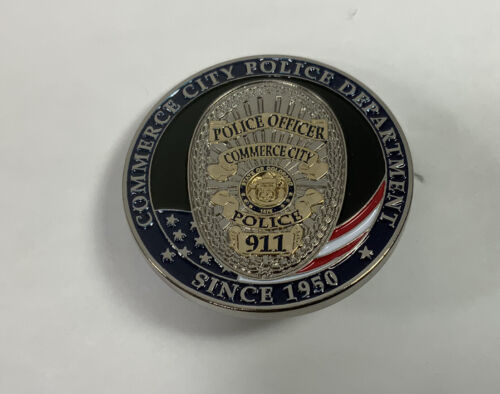 COMMERCE CITY POLICE DEPARTMENT
POLICE OFFICER
COMMERCE CITY
POLICE
911
SINCE 1950